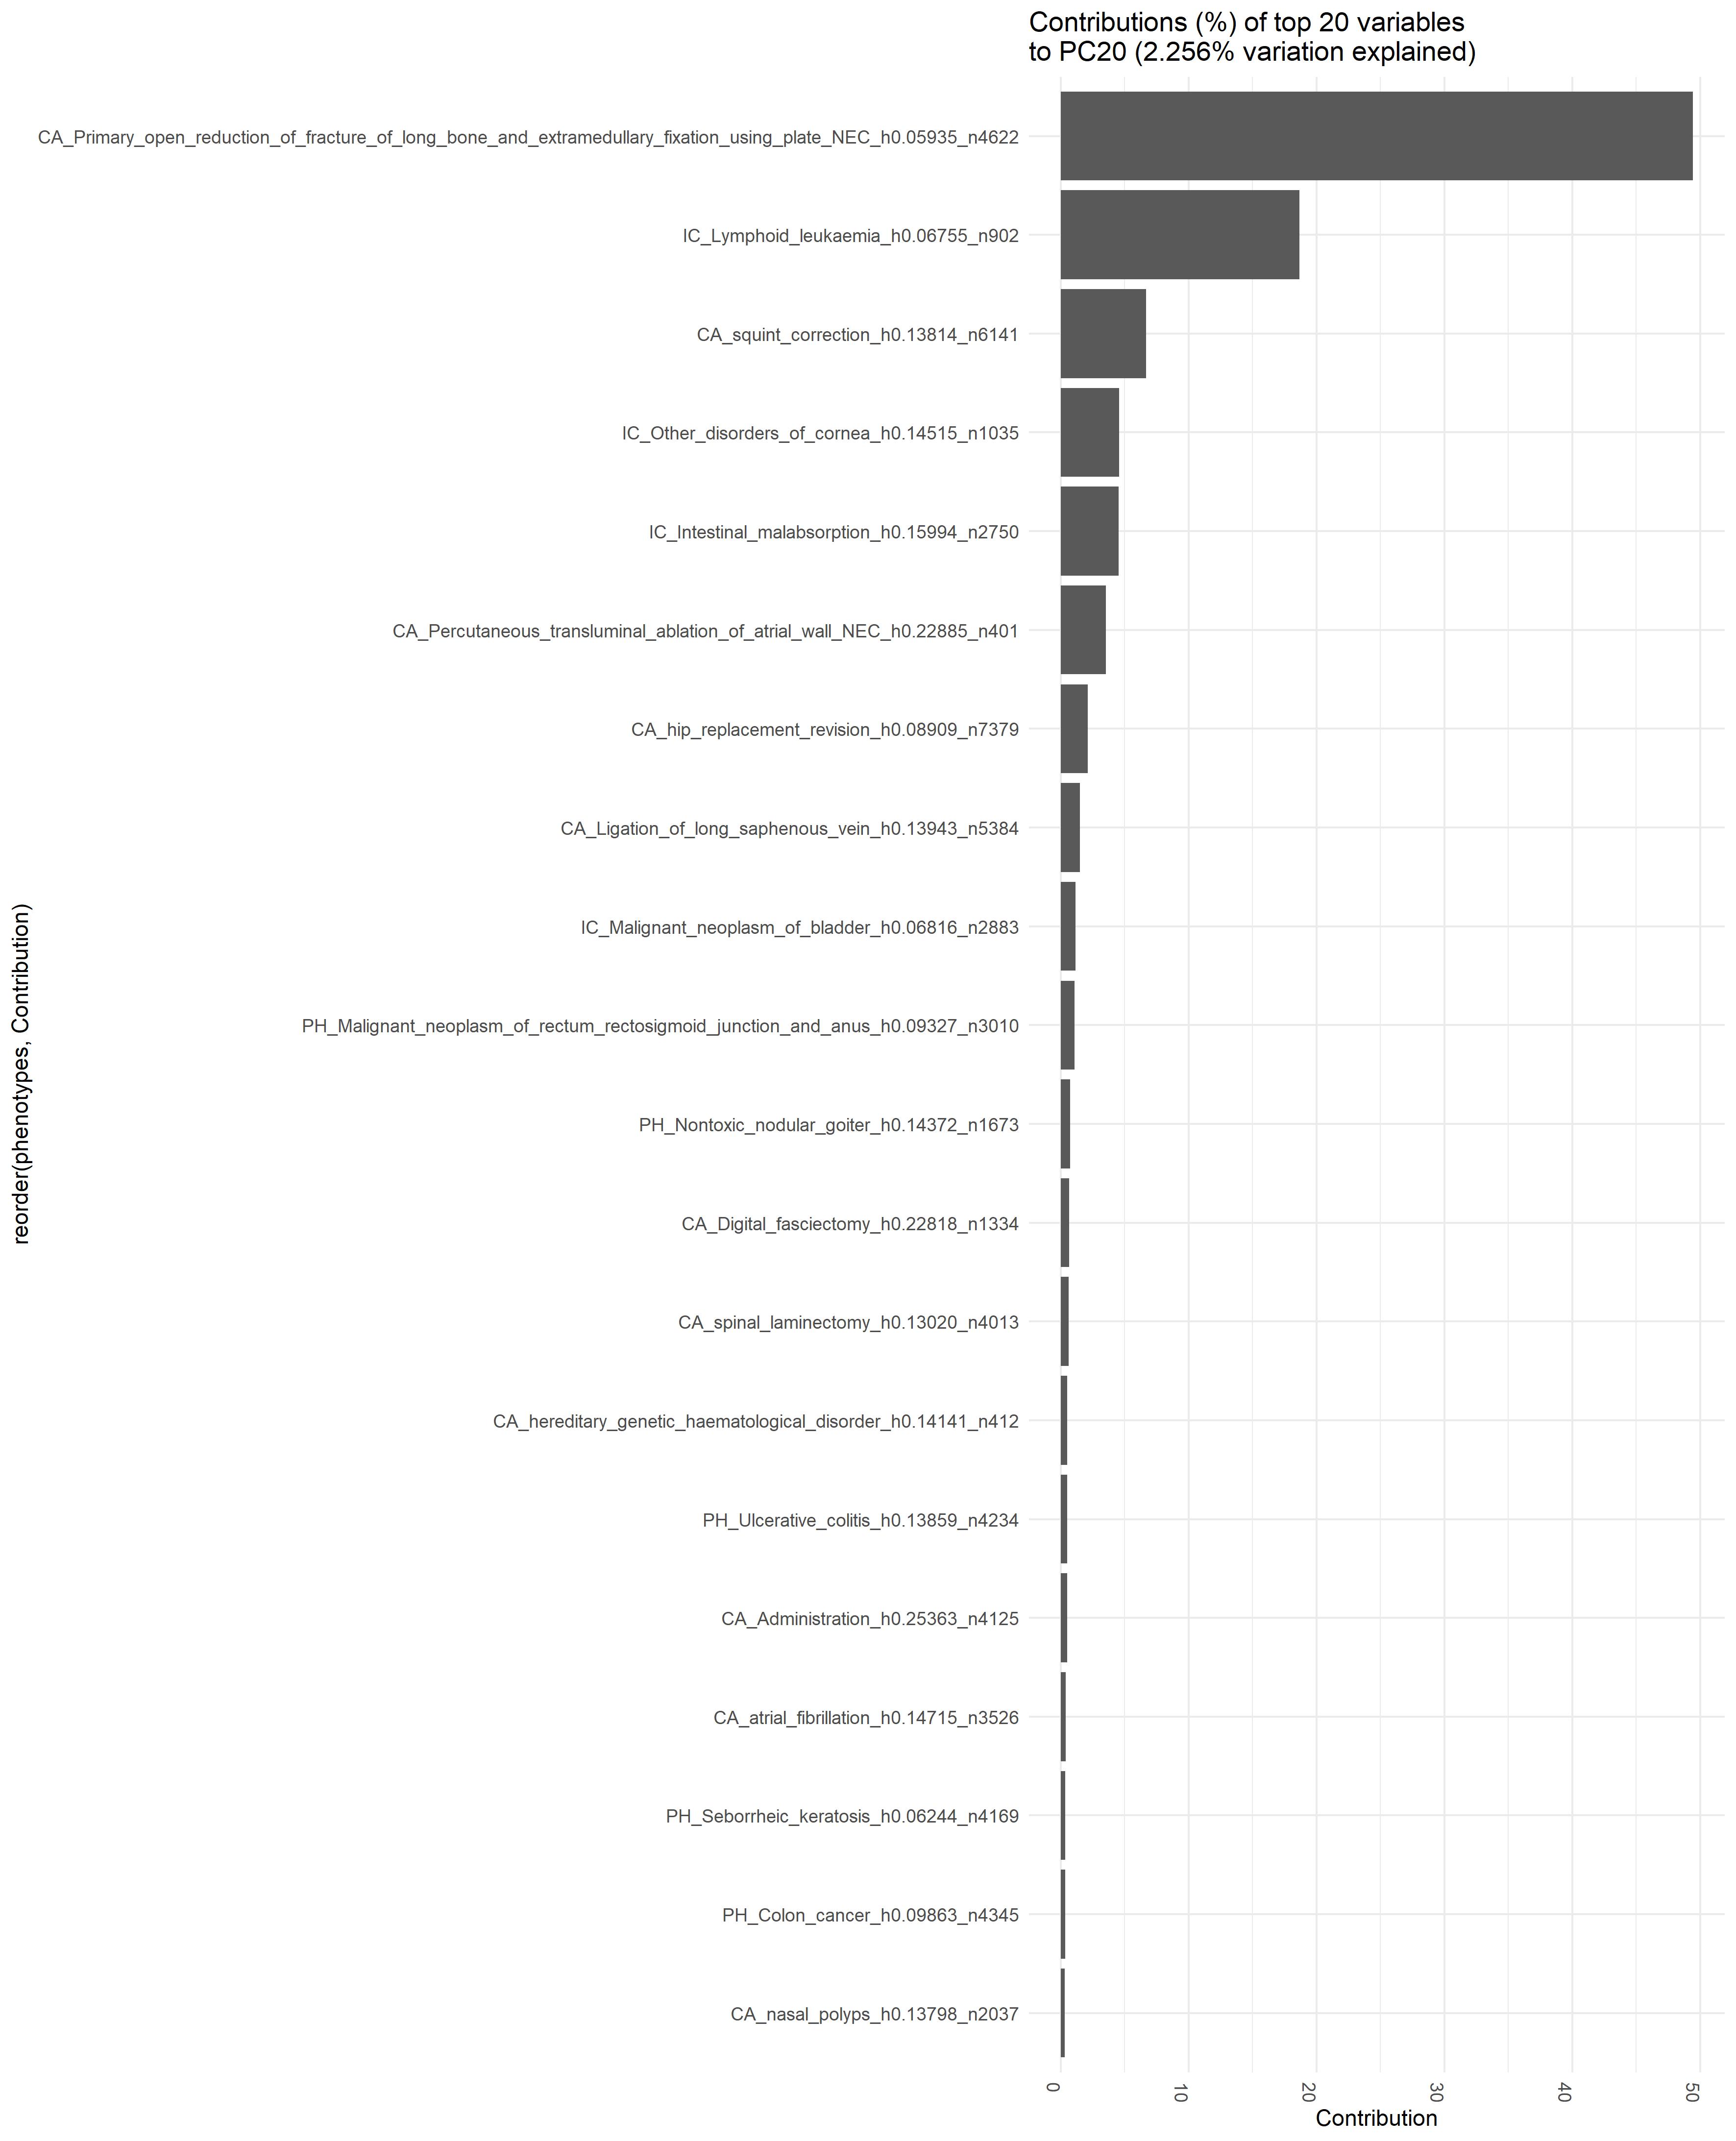 Contributions (%) of top 20 variables
to PC20 (2.256% variation explained)
reorder(phenotypes, Contribution)
CA_Primary_open_reduction_of_fracture_of_long_bone_and_extramedullary_fixation_using_plate_NEC_h0.05935_n4622
IC_Lymphoid_leukaemia_h0.06755_n902
CA_squint_correction_h0.13814_n6141
IC_Other_disorders_of_cornea_h0.14515_n1035
IC_Intestinal_malabsorption_h0.15994_n2750
CA_Percutaneous_transluminal_ablation_of_atrial_wall_NEC_h0.22885_n401
CA_hip_replacement_revision_h0.08909_n7379
CA_Ligation_of_long_saphenous_vein_h0.13943_n5384
IC_Malignant_neoplasm_of_bladder_h0.06816_n2883
PH_Malignant_neoplasm_of_rectum_rectosigmoid_junction_and_anus_h0.09327_n3010
PH_Nontoxic_nodular_goiter_h0.14372_n1673
CA_Digital_fasciectomy_h0.22818_n1334
CA_spinal_laminectomy_h0.13020_n4013
CA_hereditary_genetic_haematological_disorder_h0.14141_n412
PH_Ulcerative_colitis_h0.13859_n4234
CA_Administration_h0.25363_n4125
CA_atrial_fibrillation_h0.14715_n3526
PH_Seborrheic_keratosis_h0.06244_n4169
PH_Colon_cancer_h0.09863_n4345
CA_nasal_polyps_h0.13798_n2037
0 10 20 30 40 50
Contribution